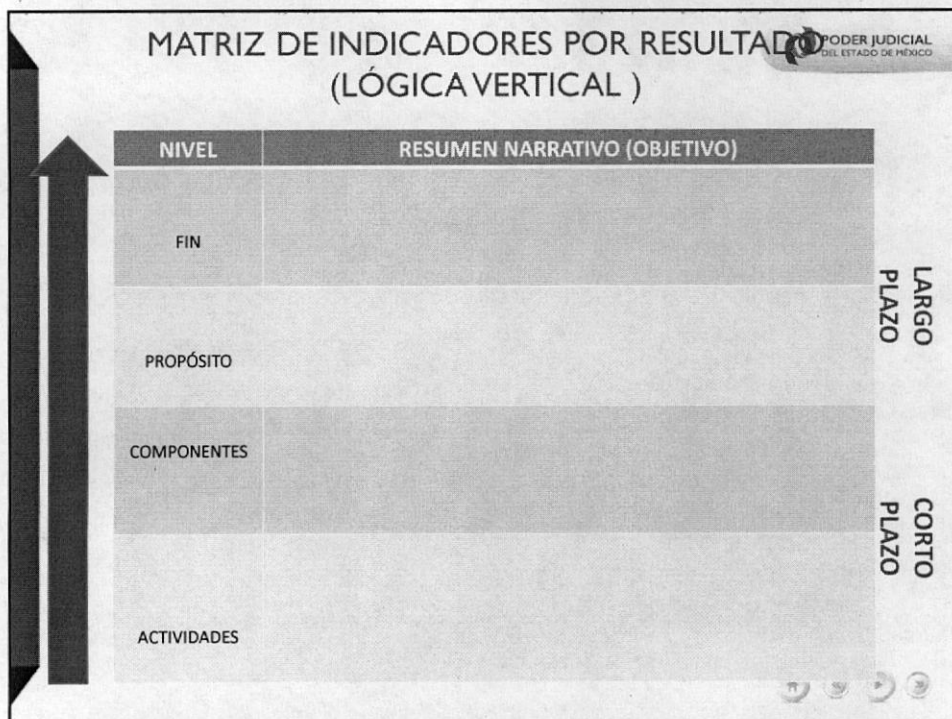 MATRIZ DE INDICADORES POR RESULTADO
(LÓGICA VERTICAL )
PODER JUDICIAL
DEL ESTADO DE MÉXICO
NIVEL
RESUMEN NARRATIVO (OBJETIVO)
FIN
PROPÓSITO
COMPONENTES
ACTIVIDADES
LARGO
PLAZO
CORTO
PLAZO